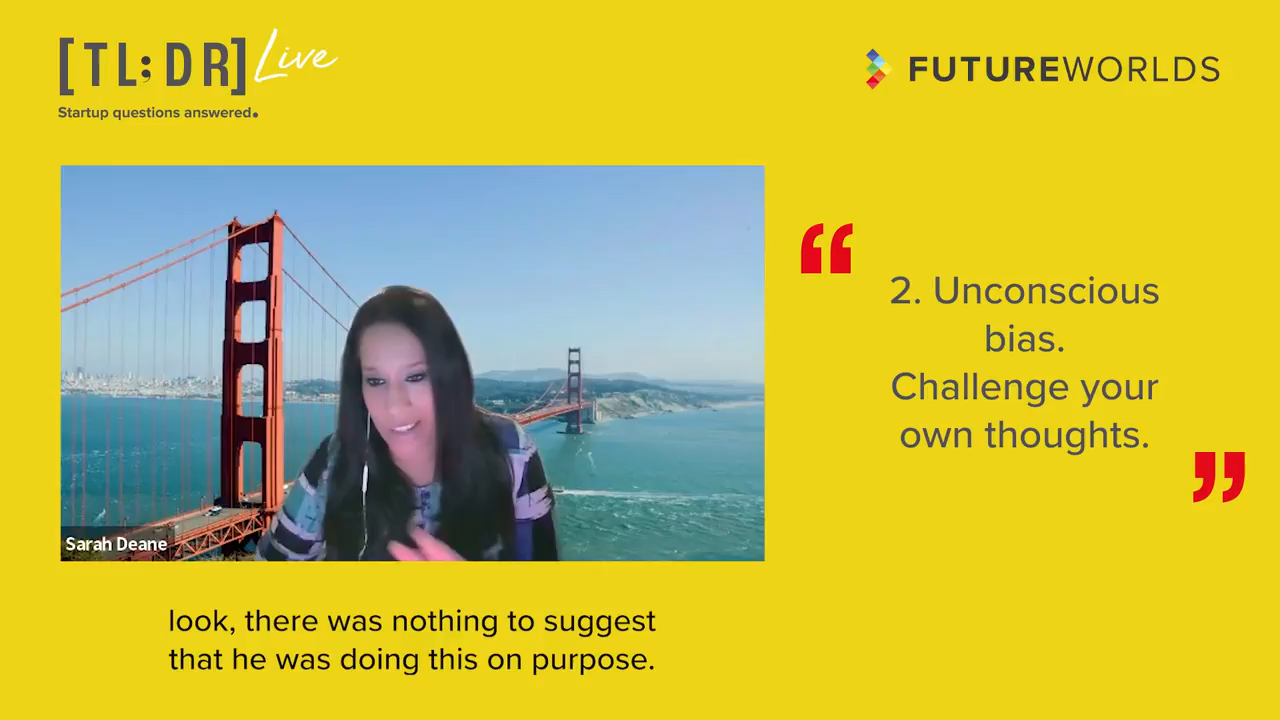 [TL;DR] Live
Startup questions answered.
FUTUREWORLDS
“
2. Unconscious
bias.
Challenge your
own thoughts.
”
Sarah Deane
look, there was nothing to suggest
that he was doing this on purpose.